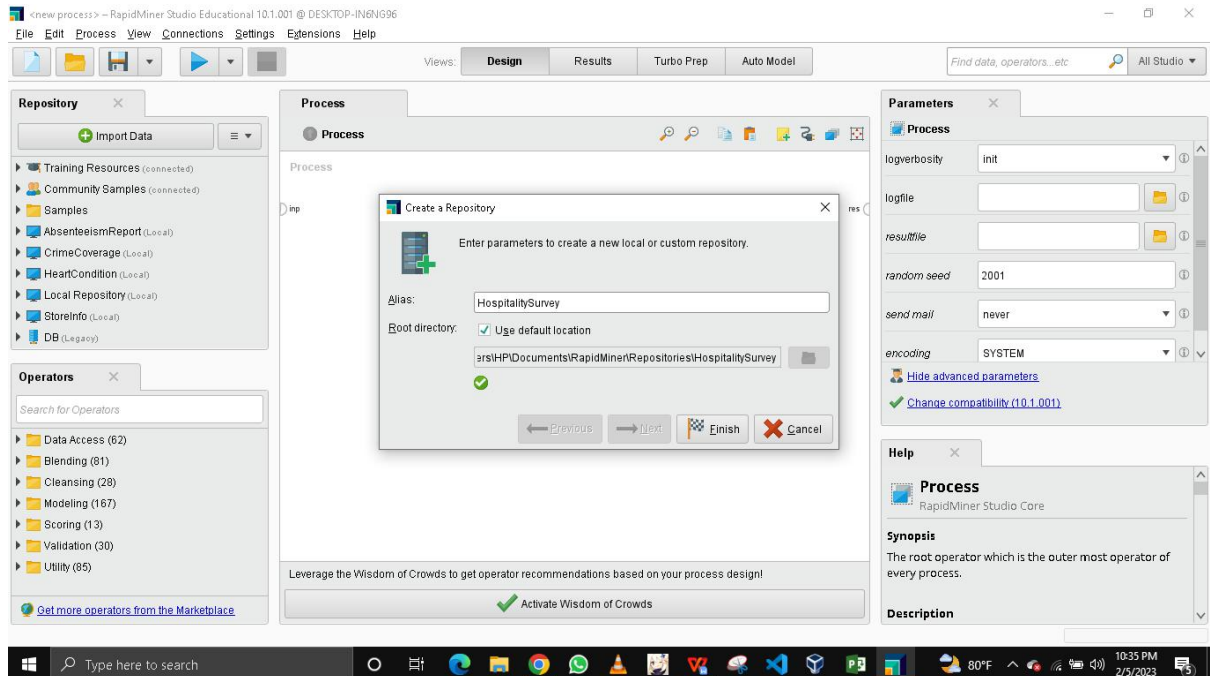 <new process> – RapidMiner Studio Educational 10.1.001 @ DESKTOP-IN6NG96
File Edit Process View Connections Settings Extensions Help
Views: Design Results Turbo Prep Auto Model
Find data, operators...etc All Studio
Repository
Import Data
Training Resources (connected)
Community Samples (connected)
Samples
AbsenteeismReport (Local)
CrimeCoverage (Local)
HeartCondition (Local)
Local Repository (Local)
StoreInfo (Local)
DB (Legacy)
Operators
Search for Operators
Data Access (62)
Blending (81)
Cleansing (28)
Modeling (167)
Scoring (13)
Validation (30)
Utility (85)
Get more operators from the Marketplace
Process
Process
Process
inp
res
Create a Repository
Enter parameters to create a new local or custom repository.
Alias: HospitalitySurvey
Root directory: Use default location
ers\HP\Documents\RapidMiner\Repositories\HospitalitySurvey
Previous Next Finish Cancel
Leverage the Wisdom of Crowds to get operator recommendations based on your process design!
Activate Wisdom of Crowds
Parameters
Process
logverbosity init
logfile
resultfile
random seed 2001
send mail never
encoding SYSTEM
Hide advanced parameters
Change compatibility (10.1.001)
Help
Process
RapidMiner Studio Core
Synopsis
The root operator which is the outer most operator of
every process.
Description
Type here to search
80°F
10:35 PM
2/5/2023
5